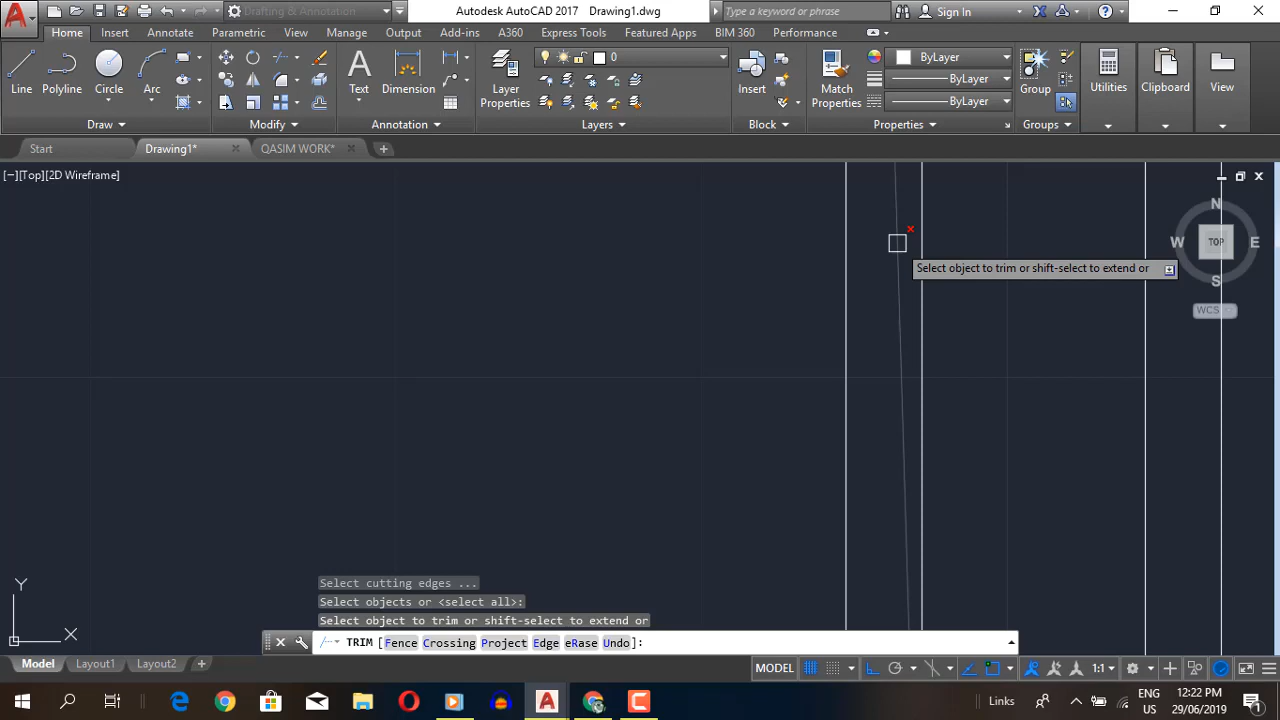 Drafting & Annotation
Autodesk AutoCAD 2017 Drawing1.dwg
Type a keyword or phrase
Sign In
Home Insert Annotate Parametric View Manage Output Add-ins A360 Express Tools Featured Apps BIM 360 Performance
Line
Polyline
Circle
Arc
Text
Dimension
Layer
Properties
0
Insert
Match
Properties
ByLayer
ByLayer
ByLayer
Group
Utilities
Clipboard
View
Draw
Modify
Annotation
Layers
Block
Properties
Groups
Start
Drawing1*
QASIM WORK*
[−][Top][2D Wireframe]
N
W
TOP
E
S
WCS
Select object to trim or shift-select to extend or
Y
X
Select cutting edges ...
Select objects or <select all>:
Select object to trim or shift-select to extend or
TRIM [Fence Crossing Project Edge eRase Undo]:
Model Layout1 Layout2
MODEL
1:1
Links
ENG
US
12:22 PM
29/06/2019
1